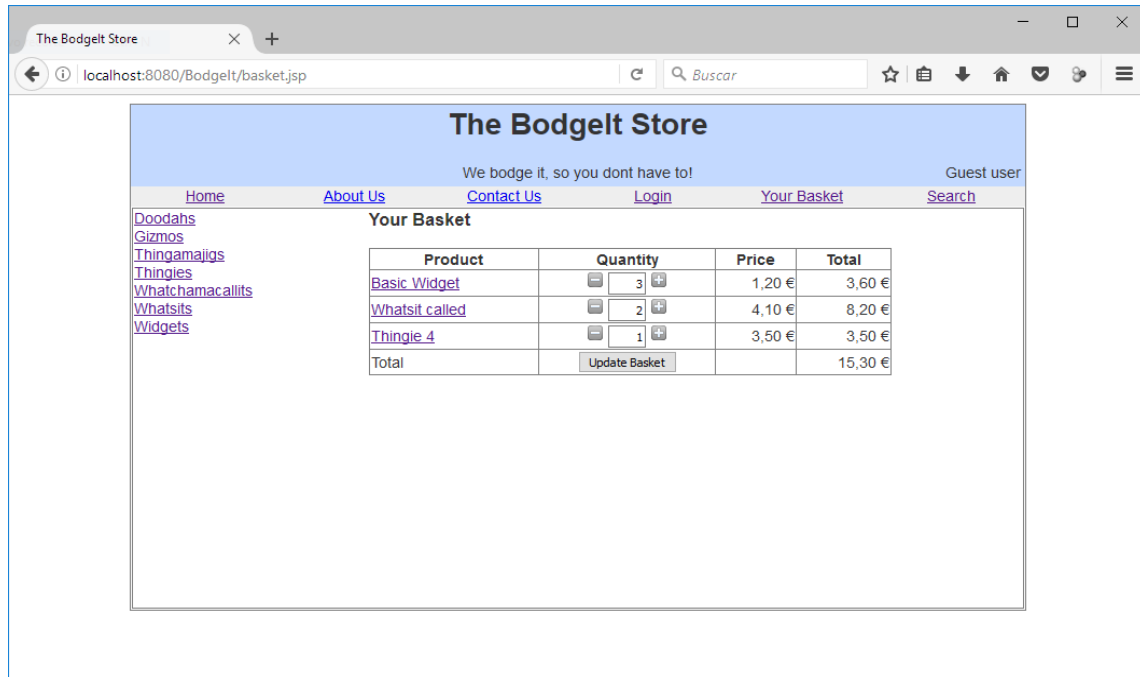 The BodgeIt Store
localhost:8080/BodgeIt/basket.jsp
Buscar
The BodgeIt Store
We bodge it, so you dont have to!
Guest user
Home About Us Contact Us Login Your Basket Search
Doodahs
Gizmos
Thingamajigs
Thingies
Whatchamacallits
Whatsits
Widgets
Your Basket
Product Quantity Price Total
Basic Widget 3 1,20 € 3,60 €
Whatsit called 2 4,10 € 8,20 €
Thingie 4 1 3,50 € 3,50 €
Total Update Basket 15,30 €